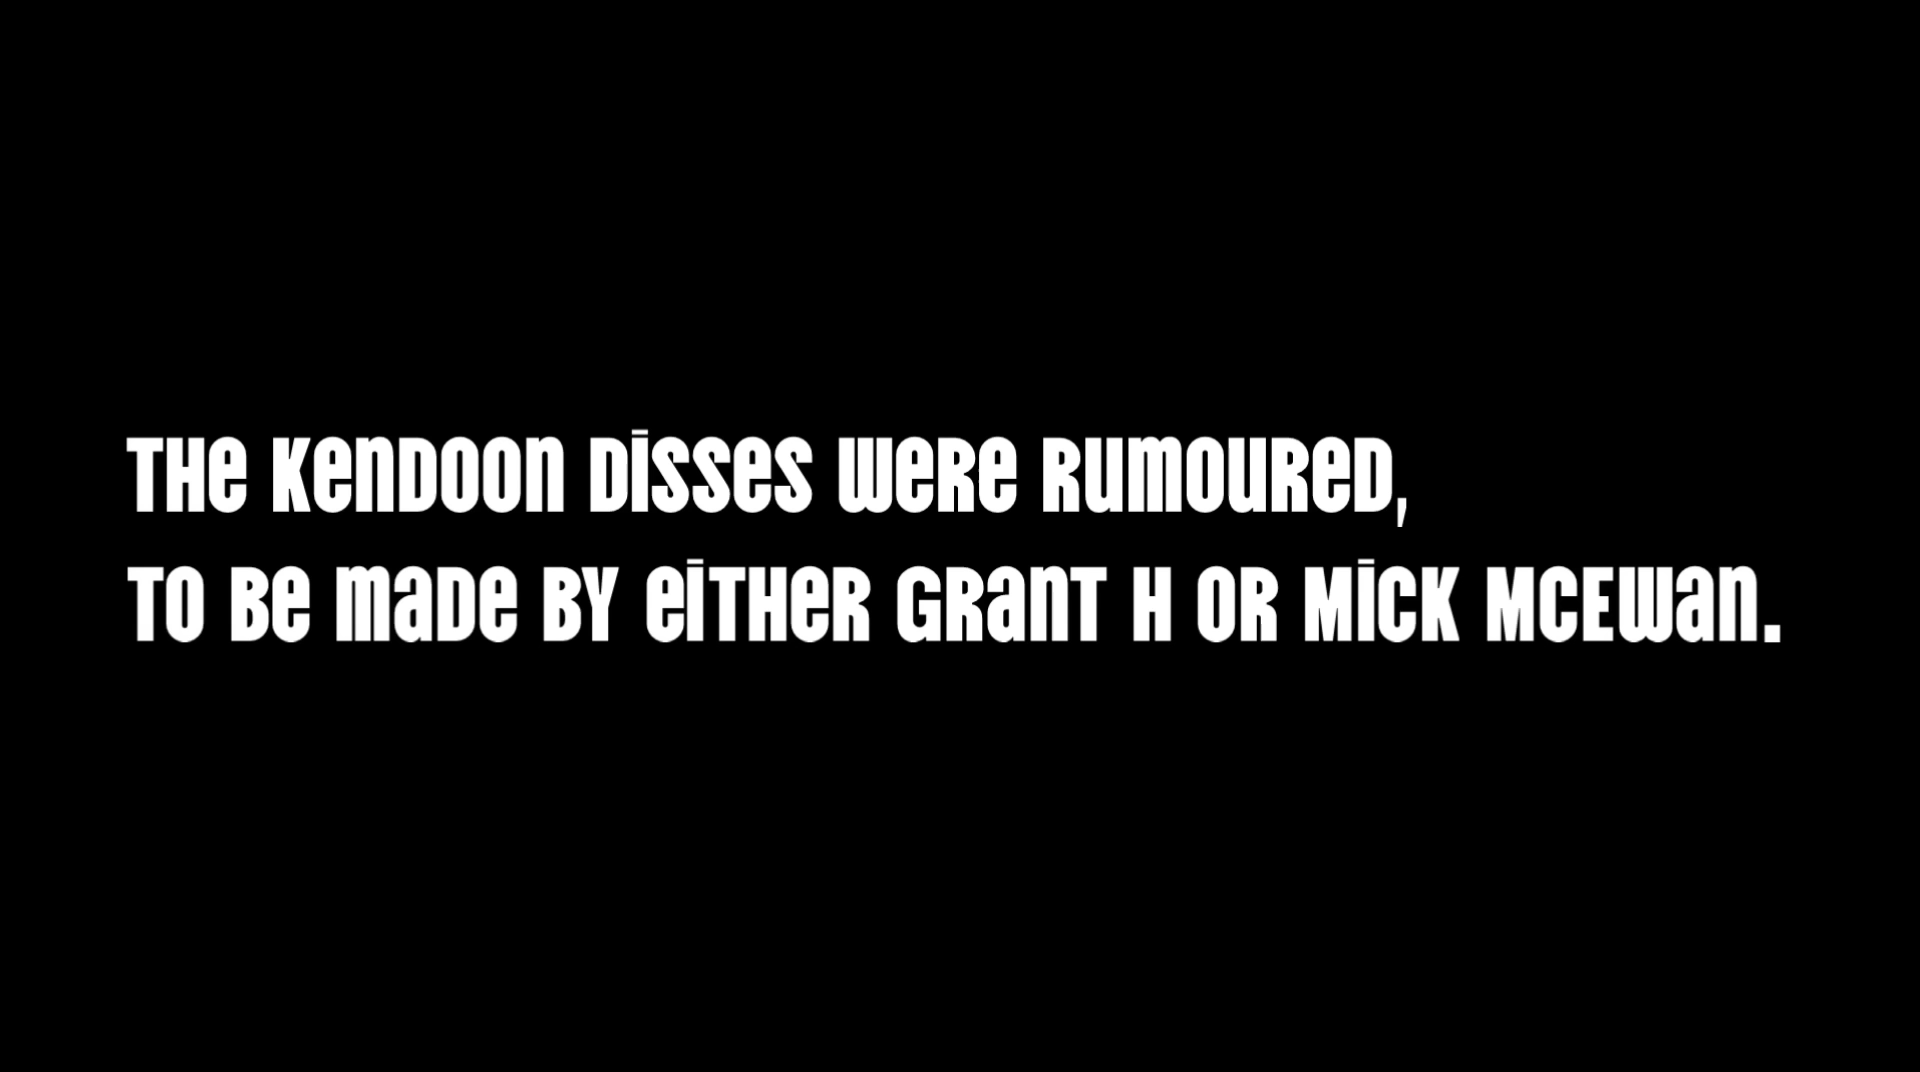 THE KENDOON DISSES WERE RUMOURED,
TO BE MADE BY EITHER GRANT H OR MICK MCEWAN.